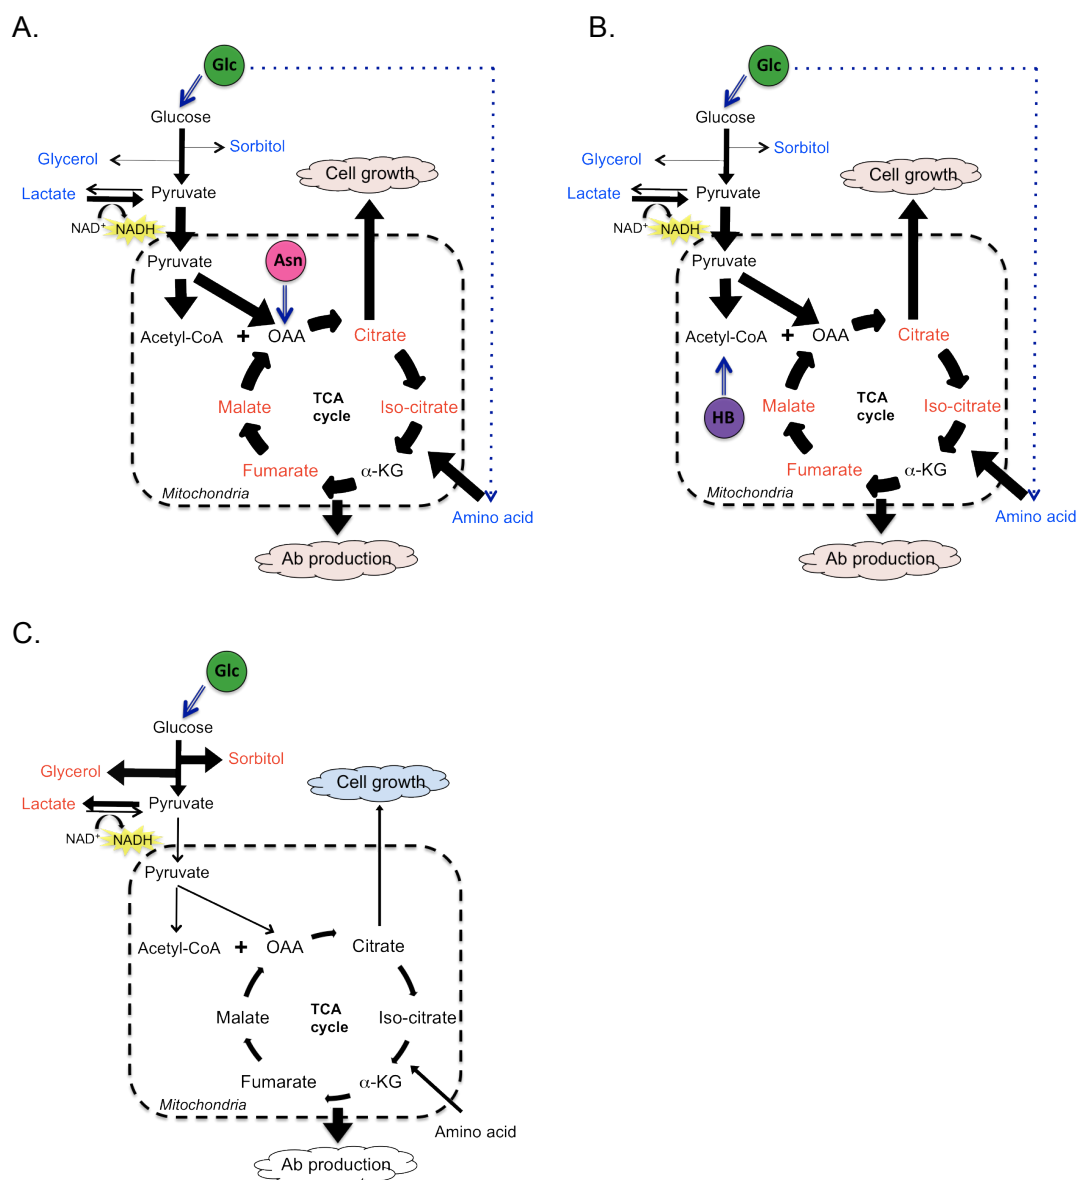 A.
Glc
Glucose
Glycerol
Sorbitol
Lactate
Pyruvate
Cell growth
NAD+
NADH
Pyruvate
Asn
Acetyl-CoA + OAA
Citrate
Malate
TCA
cycle
Iso-citrate
Fumarate
α-KG
Mitochondria
Amino acid
Ab production
B.
Glc
Glucose
Glycerol
Sorbitol
Lactate
Pyruvate
Cell growth
NAD+
NADH
Pyruvate
Acetyl-CoA + OAA
Citrate
HB
Malate
TCA
cycle
Iso-citrate
Fumarate
α-KG
Mitochondria
Amino acid
Ab production
C.
Glc
Glucose
Glycerol
Sorbitol
Lactate
Pyruvate
Cell growth
NAD+
NADH
Pyruvate
Acetyl-CoA + OAA
Citrate
Malate
TCA
cycle
Iso-citrate
Fumarate
α-KG
Mitochondria
Amino acid
Ab production